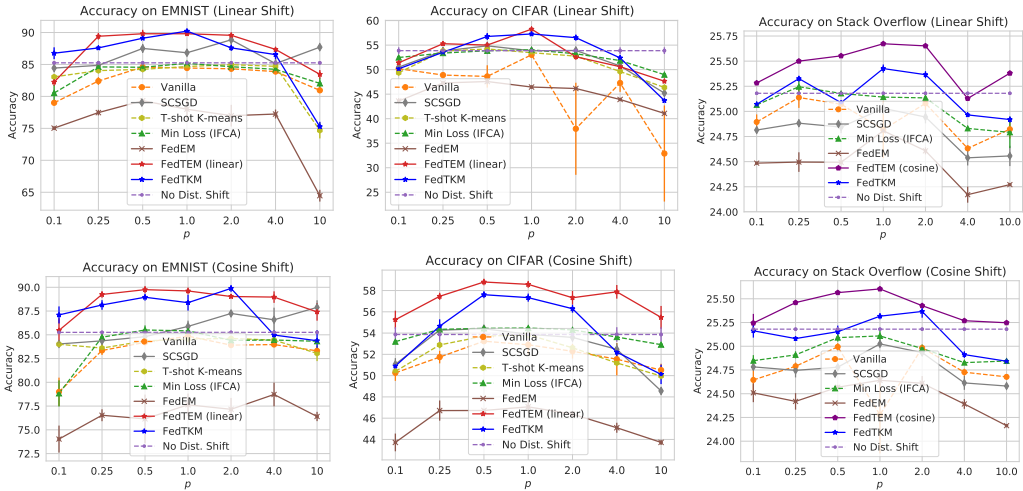 Accuracy on EMNIST (Linear Shift)
Accuracy
90
85
80
75
70
65
Vanilla
SCSGD
T-shot K-means
Min Loss (IFCA)
FedEM
FedTEM (linear)
FedTKM
No Dist. Shift
0.1 0.25 0.5 1.0 2.0 4.0 10
p
Accuracy on CIFAR (Linear Shift)
Accuracy
60
55
50
45
40
35
30
25
Vanilla
SCSGD
T-shot K-means
Min Loss (IFCA)
FedEM
FedTEM (linear)
FedTKM
No Dist. Shift
0.1 0.25 0.5 1.0 2.0 4.0 10
p
Accuracy on Stack Overflow (Linear Shift)
Accuracy
25.75
25.50
25.25
25.00
24.75
24.50
24.25
24.00
Vanilla
SCSGD
Min Loss (IFCA)
FedEM
FedTEM (cosine)
FedTKM
No Dist. Shift
0.1 0.25 0.5 1.0 2.0 4.0 10.0
p
Accuracy on EMNIST (Cosine Shift)
Accuracy
90.0
87.5
85.0
82.5
80.0
77.5
75.0
72.5
Vanilla
SCSGD
T-shot K-means
Min Loss (IFCA)
FedEM
FedTEM (linear)
FedTKM
No Dist. Shift
0.1 0.25 0.5 1.0 2.0 4.0 10
p
Accuracy on CIFAR (Cosine Shift)
Accuracy
58
56
54
52
50
48
46
44
Vanilla
SCSGD
T-shot K-means
Min Loss (IFCA)
FedEM
FedTEM (linear)
FedTKM
No Dist. Shift
0.1 0.25 0.5 1.0 2.0 4.0 10
p
Accuracy on Stack Overflow (Cosine Shift)
Accuracy
25.50
25.25
25.00
24.75
24.50
24.25
24.00
Vanilla
SCSGD
Min Loss (IFCA)
FedEM
FedTEM (cosine)
FedTKM
No Dist. Shift
0.1 0.25 0.5 1.0 2.0 4.0 10
p